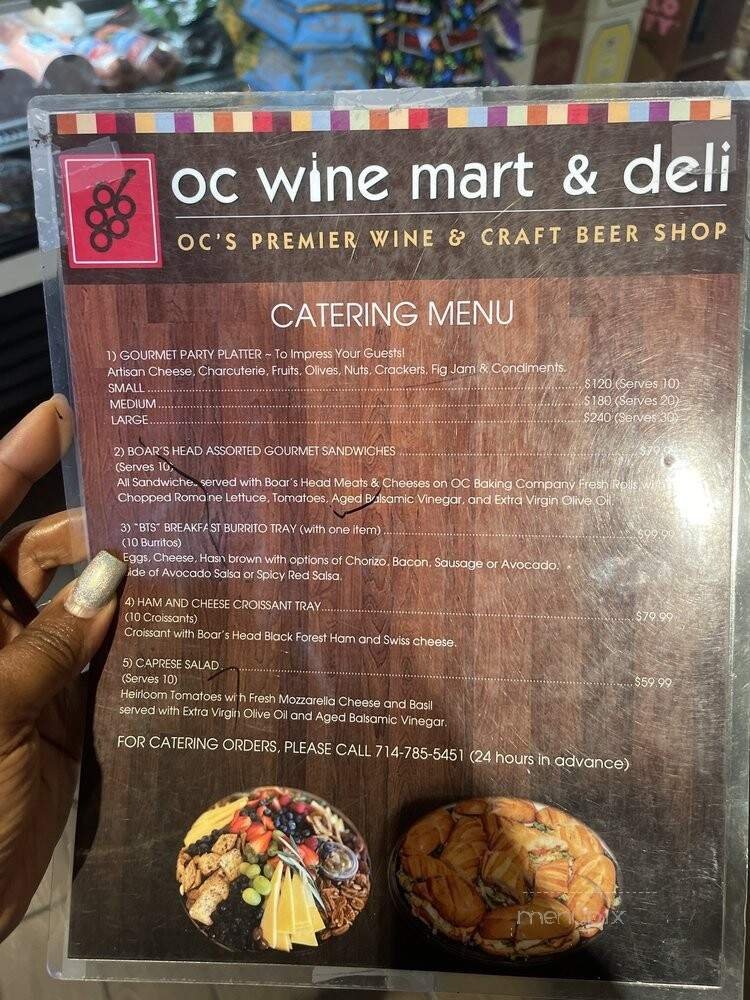 oc wine mart & deli
OC'S PREMIER WINE & CRAFT BEER SHOP
CATERING MENU
1) GOURMET PARTY PLATTER ~ To Impress Your Guests!
Artisan Cheese, Charcuterie, Fruits, Olives, Nuts, Crackers, Fig Jam & Condiments.
SMALL $120 (Serves 10)
MEDIUM $180 (Serves 20)
LARGE $240 (Serves 30)
2) BOAR'S HEAD ASSORTED GOURMET SANDWICHES
(Serves 10)
All Sandwiches served with Boar's Head Meats & Cheeses on OC Baking Company Fresh Rolls with
Chopped Romaine Lettuce, Tomatoes, Aged Balsamic Vinegar, and Extra Virgin Olive Oil.
3) "BTS" BREAKFAST BURRITO TRAY (with one item) $99.99
(10 Burritos)
Eggs, Cheese, Hash brown with options of Chorizo, Bacon, Sausage or Avocado.
Side of Avocado Salsa or Spicy Red Salsa.
4) HAM AND CHEESE CROISSANT TRAY $79.99
(10 Croissants)
Croissant with Boar's Head Black Forest Ham and Swiss cheese.
5) CAPRESE SALAD $59.99
(Serves 10)
Heirloom Tomatoes with Fresh Mozzarella Cheese and Basil
served with Extra Virgin Olive Oil and Aged Balsamic Vinegar.
FOR CATERING ORDERS, PLEASE CALL 714-785-5451 (24 hours in advance)
menupix